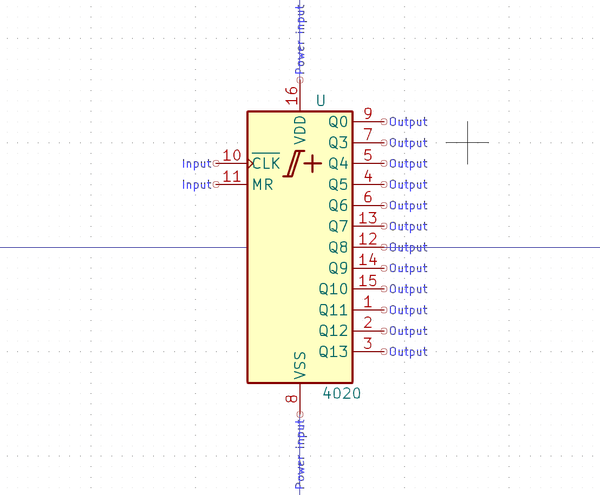 Power input
16
U
VDD
Q0 9 Output
Q3 7 Output
Input 10 CLK + Q4 5 Output
Input 11 MR Q5 4 Output
Q6 6 Output
Q7 13 Output
Q8 12 Output
Q9 14 Output
Q10 15 Output
Q11 1 Output
Q12 2 Output
Q13 3 Output
VSS
8
4020
Power input